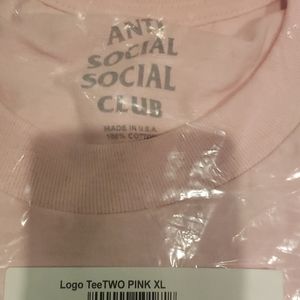 ANTI
SOCIAL
SOCIAL
CLUB
MADE IN U.S.A.
100% COTTON
Logo TeeTWO PINK XL